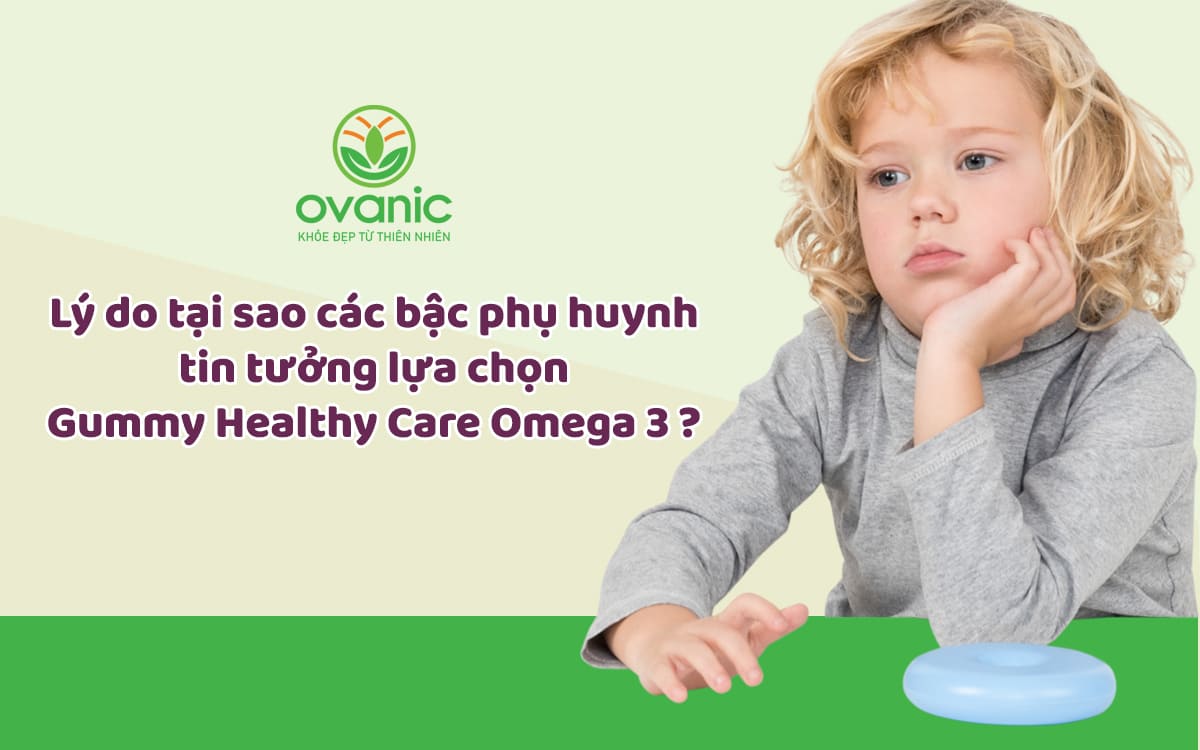 ovanic
KHỎE ĐẸP TỪ THIÊN NHIÊN
Lý do tại sao các bậc phụ huynh
tin tưởng lựa chọn
Gummy Healthy Care Omega 3 ?